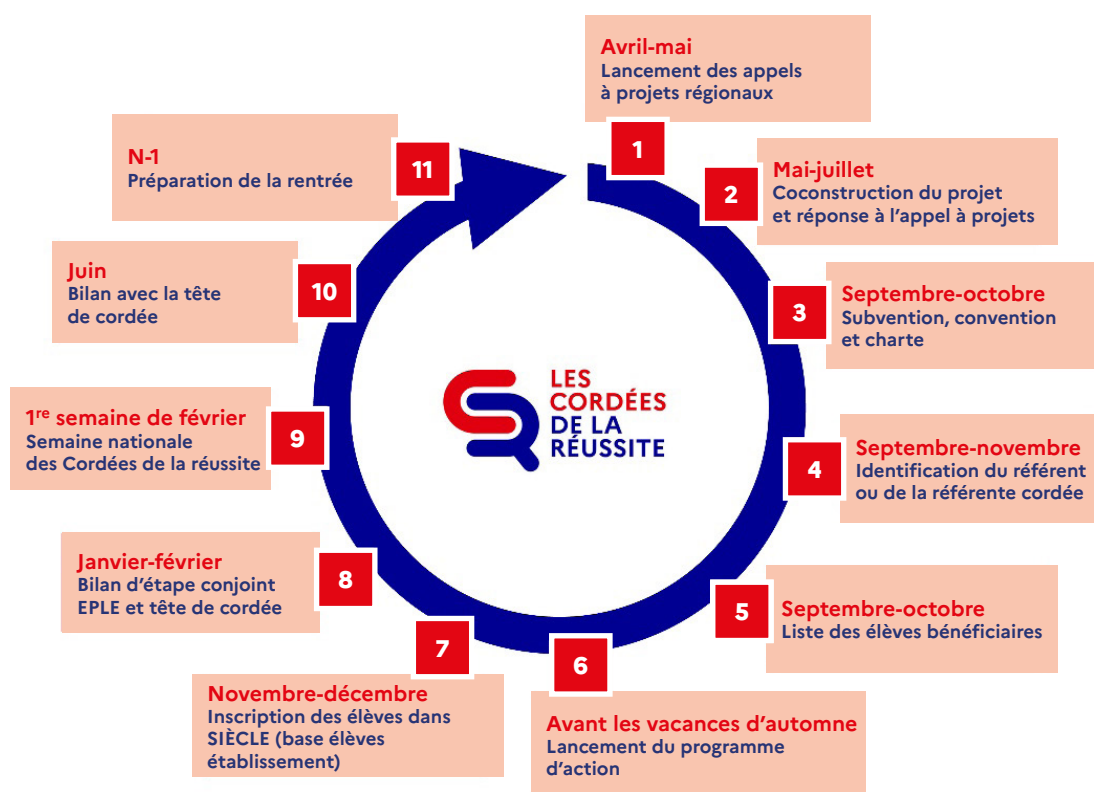 1
Avril-mai
Lancement des appels
à projets régionaux
2
Mai-juillet
Coconstruction du projet
et réponse à l'appel à projets
3
Septembre-octobre
Subvention, convention
et charte
4
Septembre-novembre
Identification du référent
ou de la référente cordée
5
Septembre-octobre
Liste des élèves bénéficiaires
6
Avant les vacances d'automne
Lancement du programme
d'action
7
Novembre-décembre
Inscription des élèves dans
SIÈCLE (base élèves
établissement)
8
Janvier-février
Bilan d'étape conjoint
EPLE et tête de cordée
9
1re semaine de février
Semaine nationale
des Cordées de la réussite
10
Juin
Bilan avec la tête
de cordée
11
N-1
Préparation de la rentrée
LES
CORDÉES
DE LA
RÉUSSITE